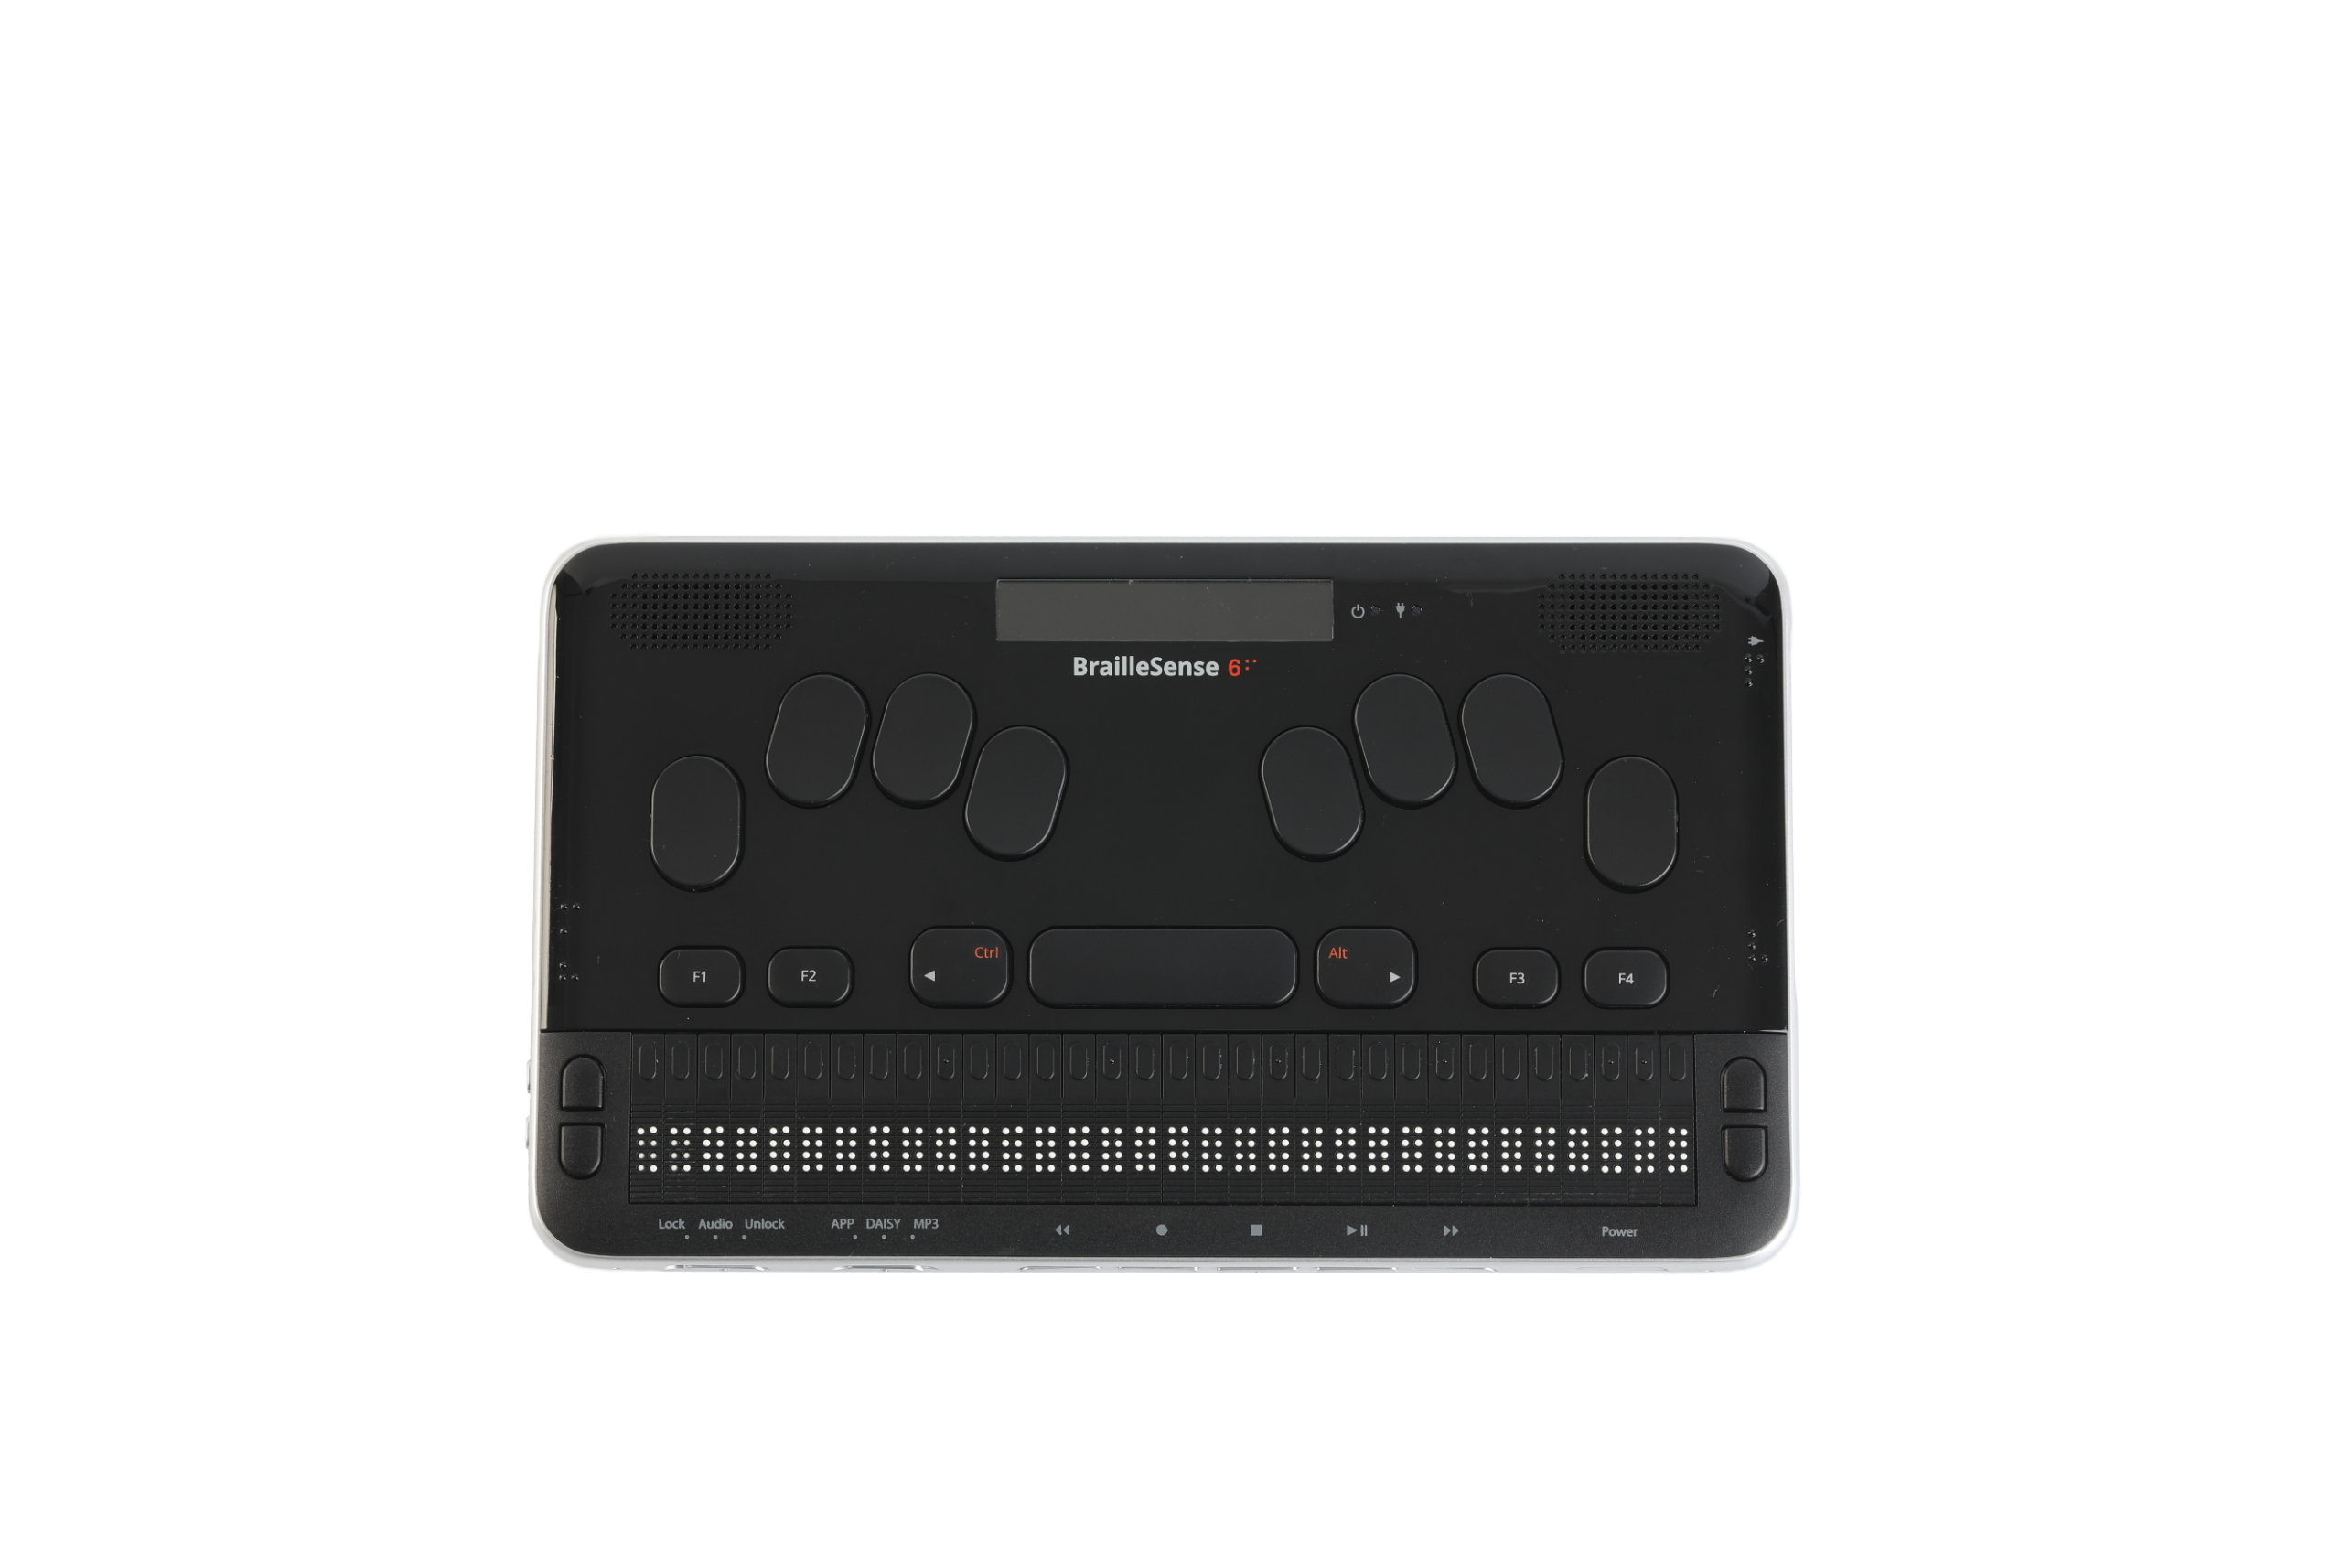 BrailleSense 6
Ctrl
Alt
F1 F2 F3 F4
Lock Audio Unlock APP DAISY MP3 Power